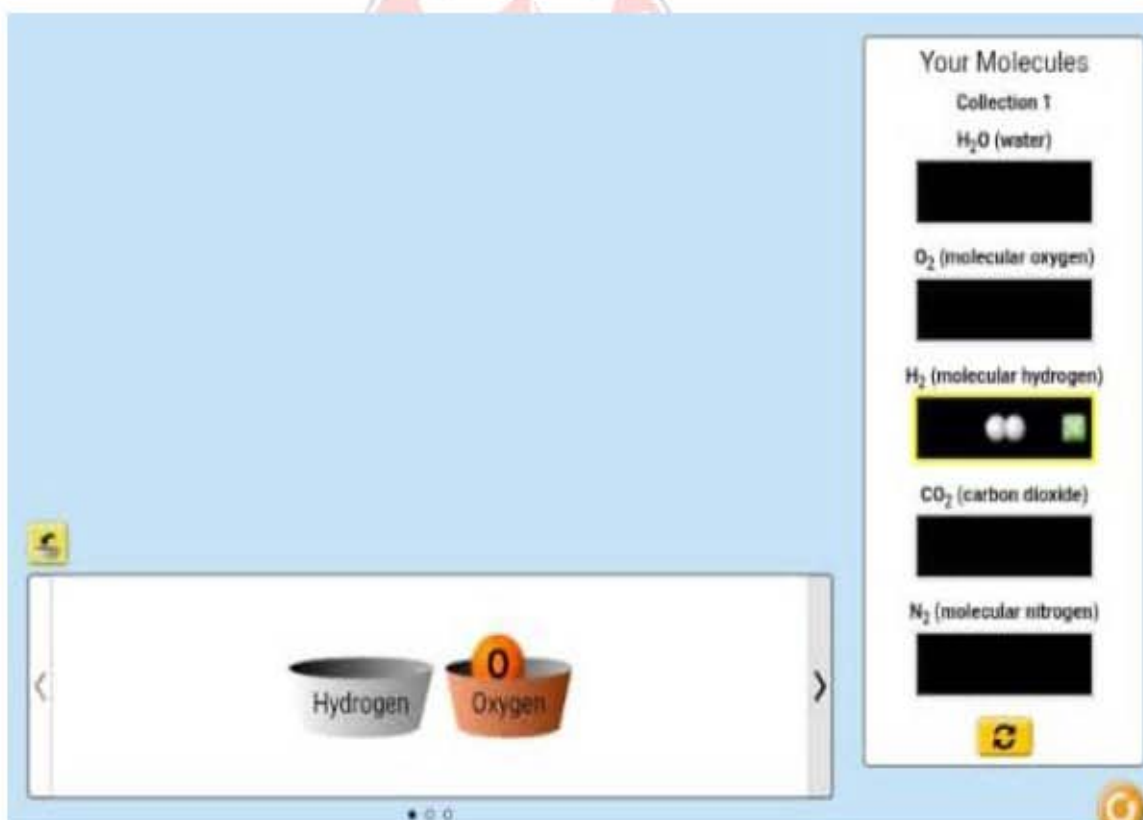 Your Molecules
Collection 1
H₂O (water)
O₂ (molecular oxygen)
H₂ (molecular hydrogen)
CO₂ (carbon dioxide)
N₂ (molecular nitrogen)
O
Hydrogen
Oxygen